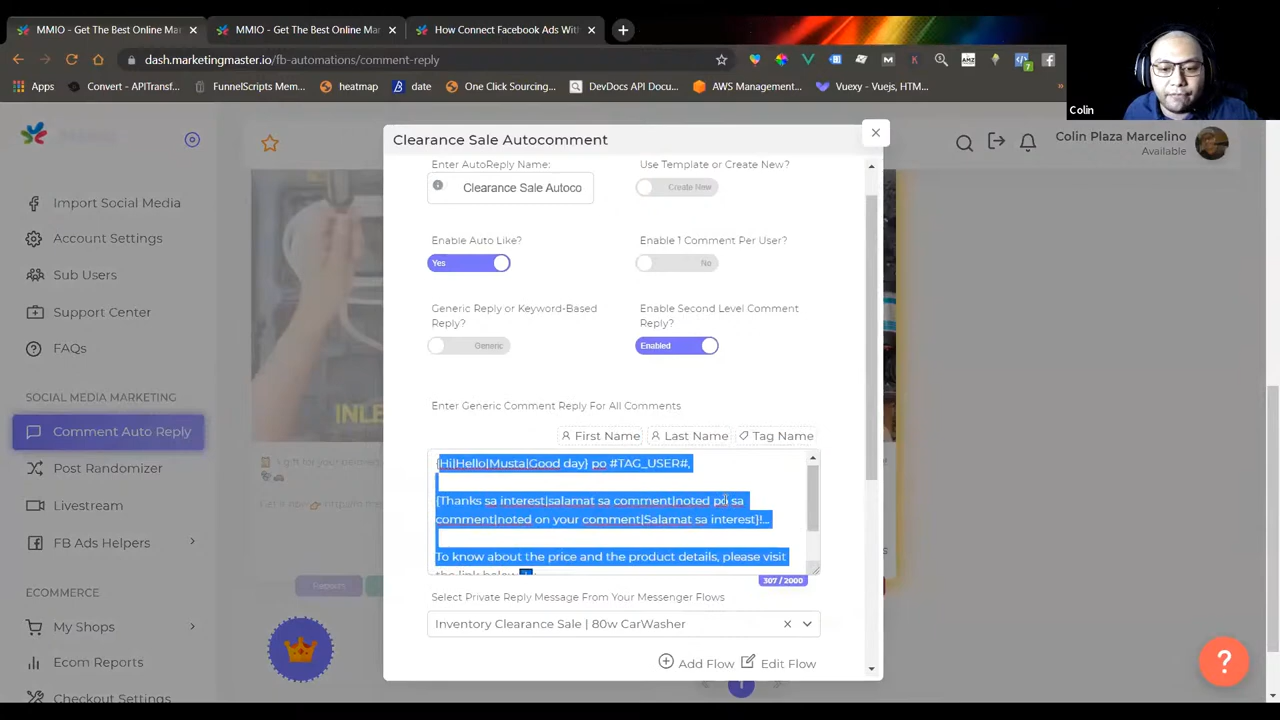 MMIO - Get The Best Online Ma
MMIO - Get The Best Online Ma
How Connect Facebook Ads With
dash.marketingmaster.io/fb-automations/comment-reply
Apps
Convert - APITransf...
FunnelScripts Mem...
heatmap
date
One Click Sourcing...
DevDocs API Docu...
AWS Management...
Vuexy - Vuejs, HTM...
Colin
Colin Plaza Marcelino
Available
Import Social Media
Account Settings
Sub Users
Support Center
FAQs
SOCIAL MEDIA MARKETING
Comment Auto Reply
Post Randomizer
Livestream
FB Ads Helpers
ECOMMERCE
My Shops
Ecom Reports
Checkout Settings
Clearance Sale Autocomment
Enter AutoReply Name:
Use Template or Create New?
Clearance Sale Autoco
Create New
Enable Auto Like?
Enable 1 Comment Per User?
Yes
No
Generic Reply or Keyword-Based
Reply?
Enable Second Level Comment
Reply?
Generic
Enabled
Enter Generic Comment Reply For All Comments
First Name
Last Name
Tag Name
{Hi|Hello|Musta|Good day} po #TAG_USER#,
{Thanks sa interest|salamat sa comment|noted po sa
comment|noted on your comment|Salamat sa interest}!...
To know about the price and the product details, please visit
the link below
307 / 2000
Select Private Reply Message From Your Messenger Flows
Inventory Clearance Sale | 80w CarWasher
Add Flow
Edit Flow